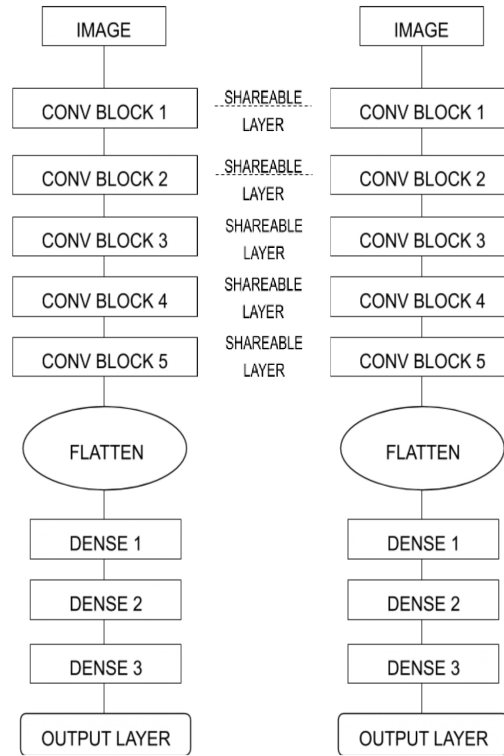 IMAGE
IMAGE
CONV BLOCK 1
SHAREABLE
LAYER
CONV BLOCK 1
CONV BLOCK 2
SHAREABLE
LAYER
CONV BLOCK 2
CONV BLOCK 3
SHAREABLE
LAYER
CONV BLOCK 3
CONV BLOCK 4
SHAREABLE
LAYER
CONV BLOCK 4
CONV BLOCK 5
SHAREABLE
LAYER
CONV BLOCK 5
FLATTEN
FLATTEN
DENSE 1
DENSE 1
DENSE 2
DENSE 2
DENSE 3
DENSE 3
OUTPUT LAYER
OUTPUT LAYER